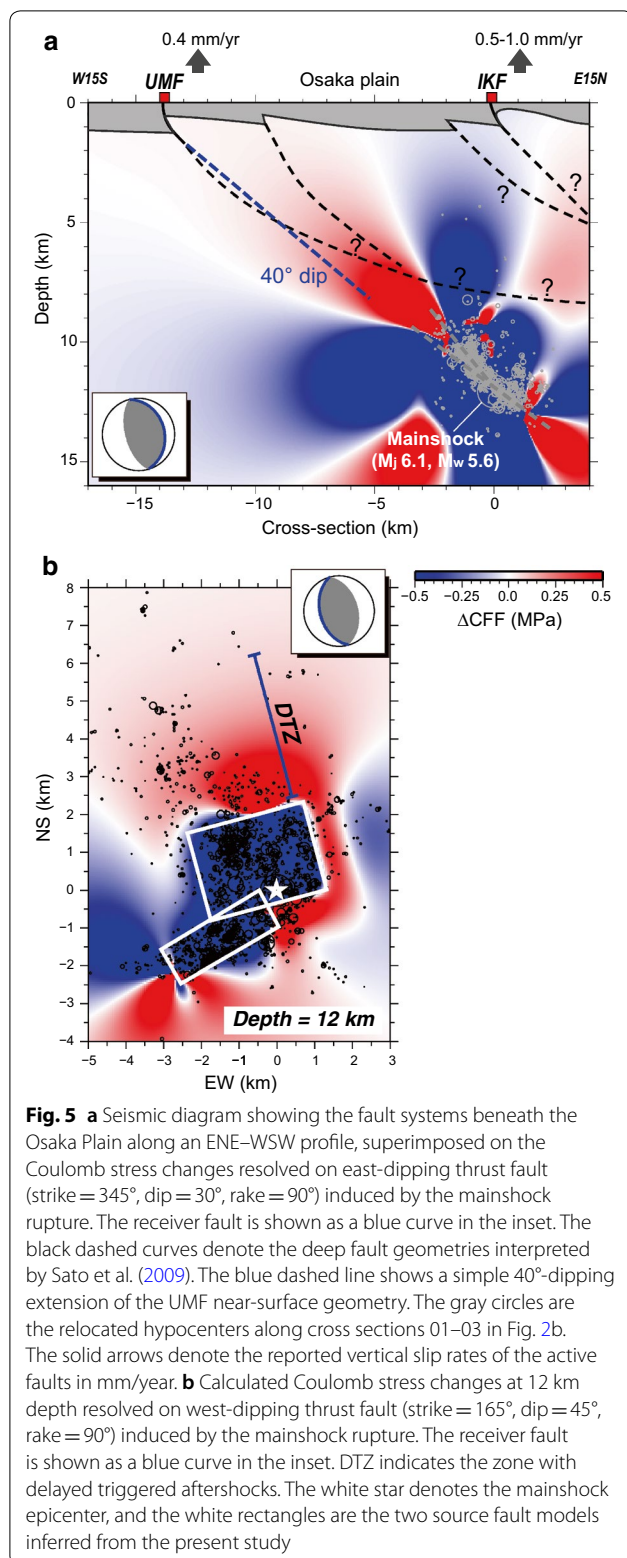 a
0.4 mm/yr
0.5-1.0 mm/yr
W15S
UMF
Osaka plain
IKF
E15N
0
5
10
15
Depth (km)
?
?
?
?
?
40° dip
Mainshock
(Mj 6.1, Mw 5.6)
−15
−10
−5
0
Cross-section (km)
b
−0.5
−0.25
0.0
0.25
0.5
ΔCFF (MPa)
8
7
6
5
4
3
2
1
0
−1
−2
−3
−4
NS (km)
DTZ
Depth = 12 km
−5
−4
−3
−2
−1
0
1
2
3
EW (km)
Fig. 5 a Seismic diagram showing the fault systems beneath the
Osaka Plain along an ENE–WSW profile, superimposed on the
Coulomb stress changes resolved on east-dipping thrust fault
(strike = 345°, dip = 30°, rake = 90°) induced by the mainshock
rupture. The receiver fault is shown as a blue curve in the inset. The
black dashed curves denote the deep fault geometries interpreted
by Sato et al. (2009). The blue dashed line shows a simple 40°-dipping
extension of the UMF near-surface geometry. The gray circles are
the relocated hypocenters along cross sections 01–03 in Fig. 2b.
The solid arrows denote the reported vertical slip rates of the active
faults in mm/year. b Calculated Coulomb stress changes at 12 km
depth resolved on west-dipping thrust fault (strike = 165°, dip = 45°,
rake = 90°) induced by the mainshock rupture. The receiver fault
is shown as a blue curve in the inset. DTZ indicates the zone with
delayed triggered aftershocks. The white star denotes the mainshock
epicenter, and the white rectangles are the two source fault models
inferred from the present study